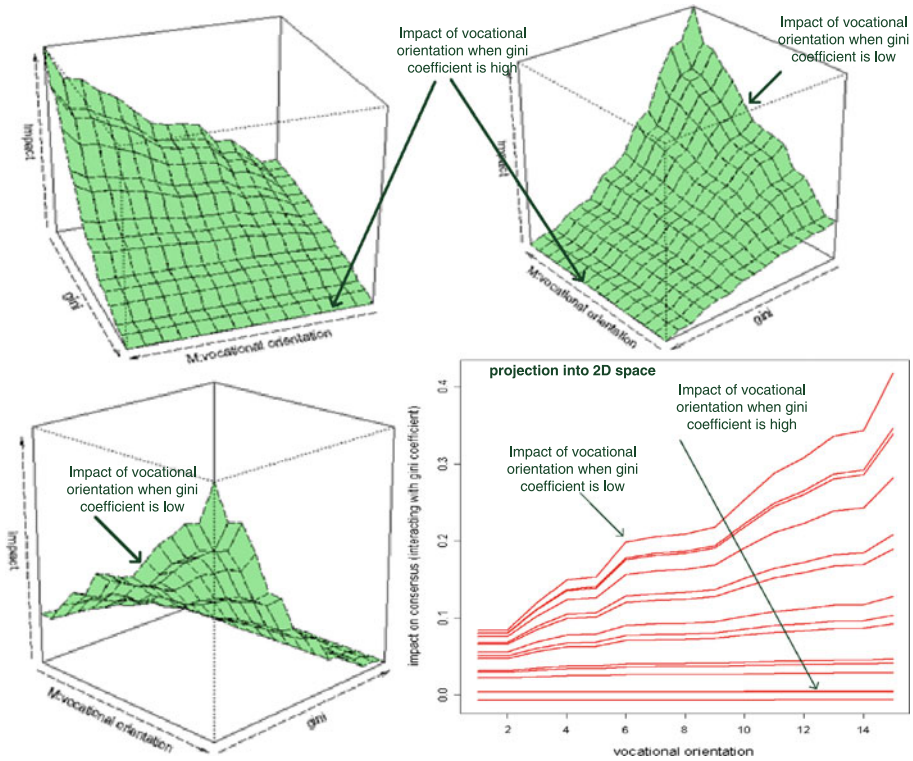 Impact of vocational
orientation when gini
coefficient is high
Impact
gini
M:vocational orientation
Impact of vocational
orientation when gini
coefficient is low
Impact
M:vocational orientation
gini
Impact of vocational
orientation when gini
coefficient is low
Impact
M:vocational orientation
gini
projection into 2D space
Impact of vocational
orientation when gini
coefficient is high
Impact of vocational
orientation when gini
coefficient is low
impact on consensus (interacting with gini coefficient)
0.4
0.3
0.2
0.1
0.0
2 4 6 8 10 12 14
vocational orientation